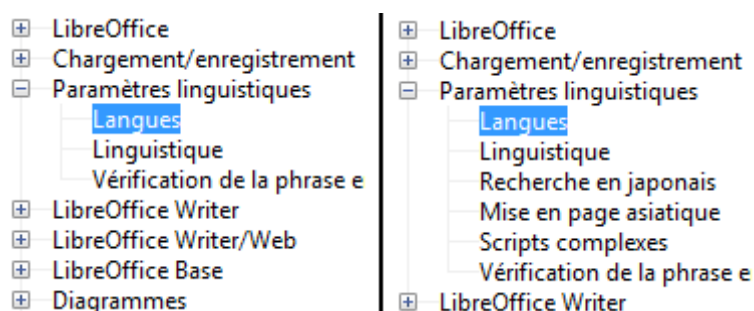 LibreOffice
Chargement/enregistrement
Paramètres linguistiques
Langues
Linguistique
Vérification de la phrase e
LibreOffice Writer
LibreOffice Writer/Web
LibreOffice Base
Diagrammes
LibreOffice
Chargement/enregistrement
Paramètres linguistiques
Langues
Linguistique
Recherche en japonais
Mise en page asiatique
Scripts complexes
Vérification de la phrase e
LibreOffice Writer